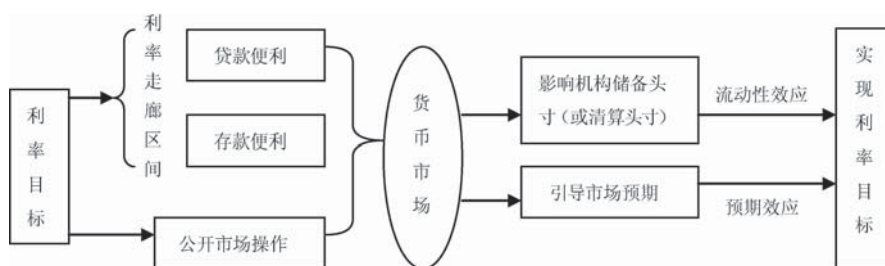 利率目标
利率走廊区间
贷款便利
存款便利
公开市场操作
货币市场
影响机构储备头
寸（或清算头寸）
引导市场预期
流动性效应
预期效应
实现利率目标